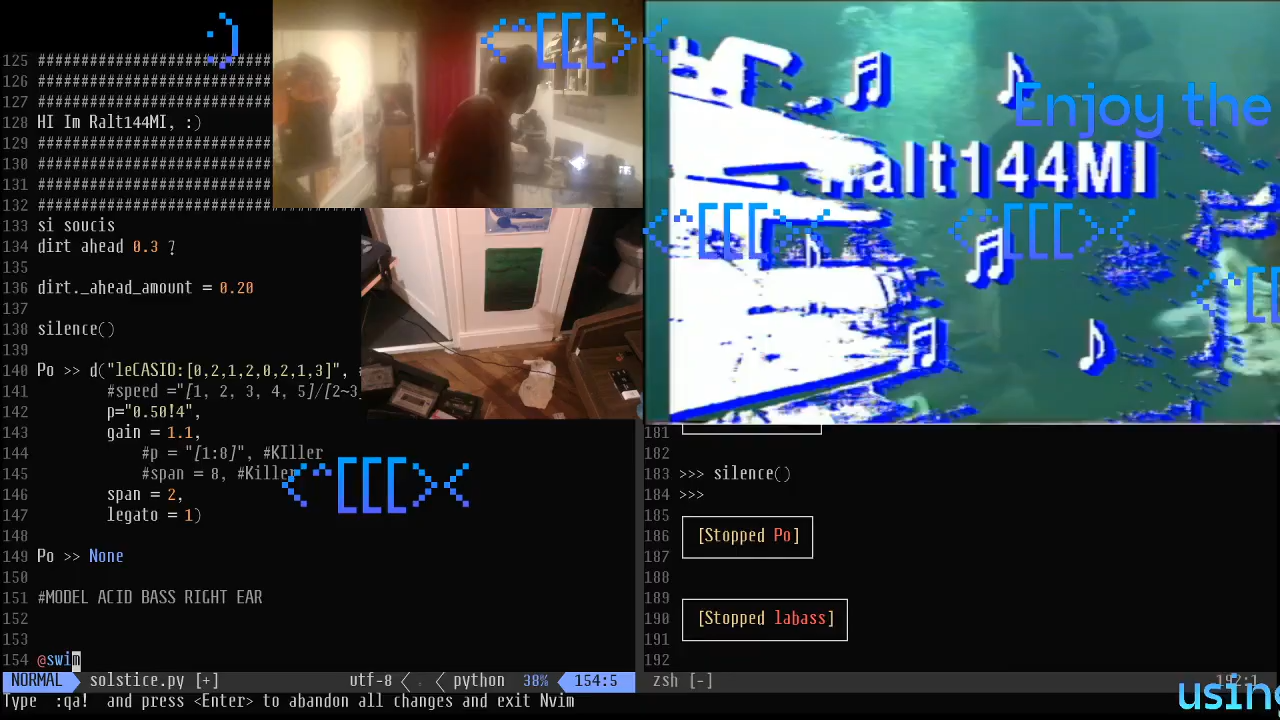 :)
<^[[[><
Enjoy the
Ralt144MI
<^[[[><
<^[[[><
125 ##########################
126 ##########################
127 ##########################
128 HI Im Ralt144MI, :)
129 ##########################
130 ##########################
131 ##########################
132 ####################################
133 si soucis
134 dirt ahead 0.3 ?
135
136 dirt._ahead_amount = 0.20
137
138 silence()
139
140 Po >> d("leCASIO:[0,2,1,2,0,2,1,3]",
141 #speed ="[1, 2, 3, 4, 5]/[2~3
142 p="0.50!4",
143 gain = 1.1,
144 #p = "[1:8]", #KIller
145 #span = 8, #Killer
<^[[[><
146 span = 2,
147 legato = 1)
148
149 Po >> None
150
151 #MODEL ACID BASS RIGHT EAR
152
153
154 @swim
NORMAL solstice.py [+] utf-8 < < python 38% 154:5
Type :qa! and press <Enter> to abandon all changes and exit Nvim
181
182
183 >>> silence()
184 >>>
185
186 [Stopped Po]
187
188
189
190 [Stopped labass]
191
192
zsh [-] 192:1
using